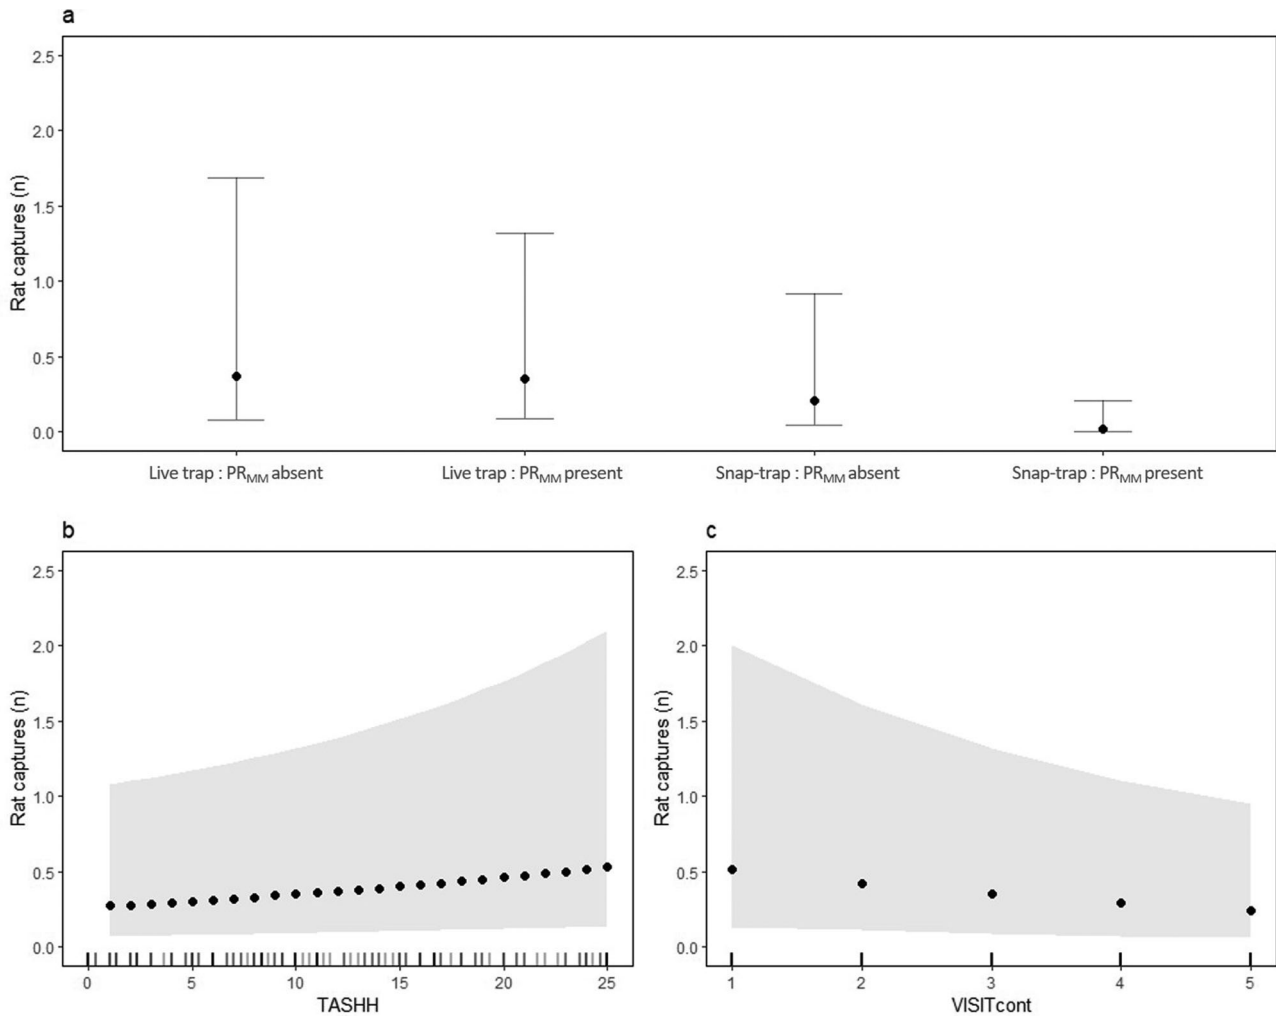 a
2.5
2.0
1.5
1.0
0.5
0.0
Rat captures (n)
Live trap : PRMM absent
Live trap : PRMM present
Snap-trap : PRMM absent
Snap-trap : PRMM present
b
2.5
2.0
1.5
1.0
0.5
0.0
Rat captures (n)
0 5 10 15 20 25
TASHH
c
2.5
2.0
1.5
1.0
0.5
0.0
Rat captures (n)
1 2 3 4 5
VISITcont